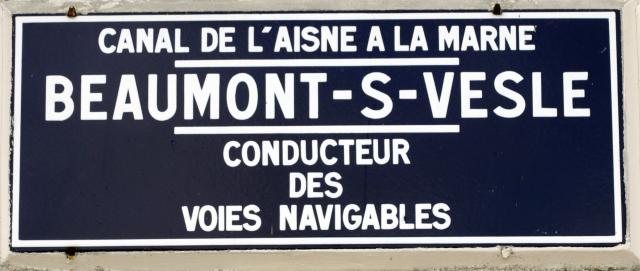 CANAL DE L'AISNE A LA MARNE
BEAUMONT-S-VESLE
CONDUCTEUR
DES
VOIES NAVIGABLES